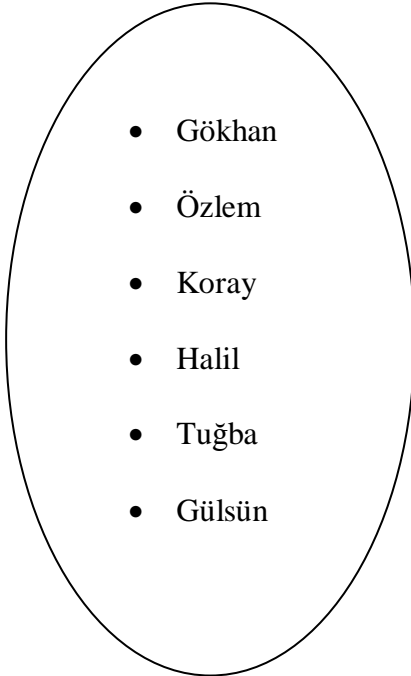 • Gökhan
• Özlem
• Koray
• Halil
• Tuğba
• Gülsün